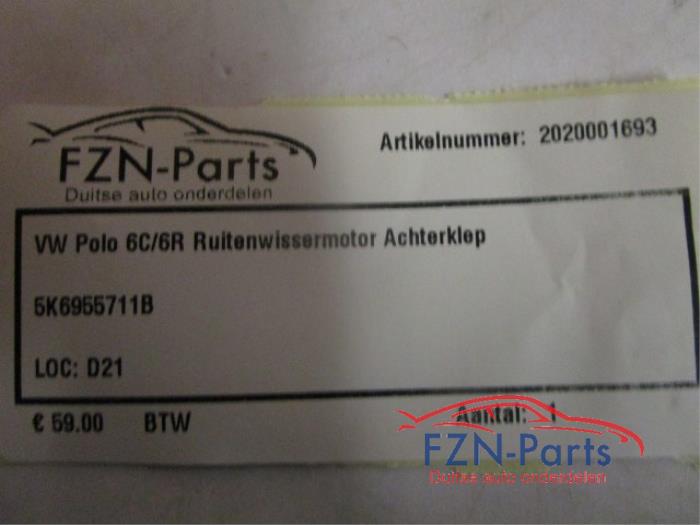 FZN-Parts
Duitse auto onderdelen
Artikelnummer: 2020001693
VW Polo 6C/6R Ruitenwissermotor Achterklep
5K6955711B
LOC: D21
€ 59.00 BTW
Aantal: 1
FZN-Parts
Duitse auto onderdelen